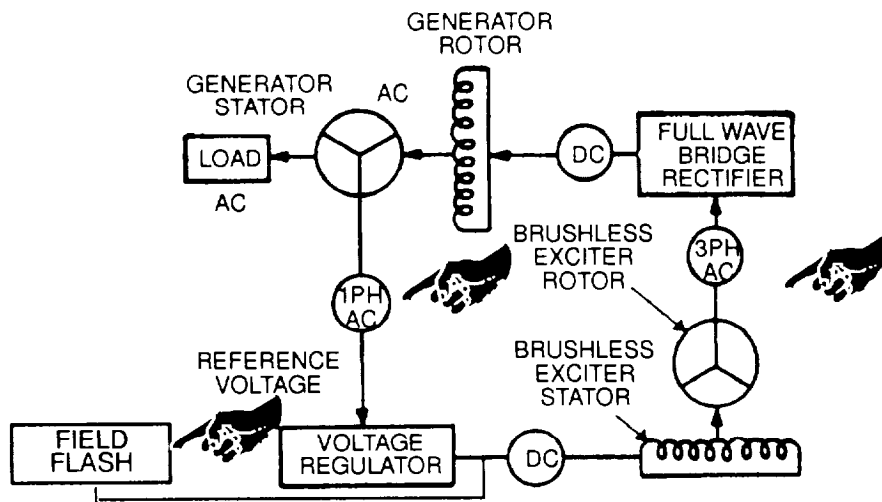 GENERATOR
ROTOR
GENERATOR
STATOR
AC
LOAD
AC
DC
FULL WAVE
BRIDGE
RECTIFIER
BRUSHLESS
EXCITER
ROTOR
3PH
AC
1PH
AC
REFERENCE
VOLTAGE
BRUSHLESS
EXCITER
STATOR
FIELD
FLASH
VOLTAGE
REGULATOR
DC